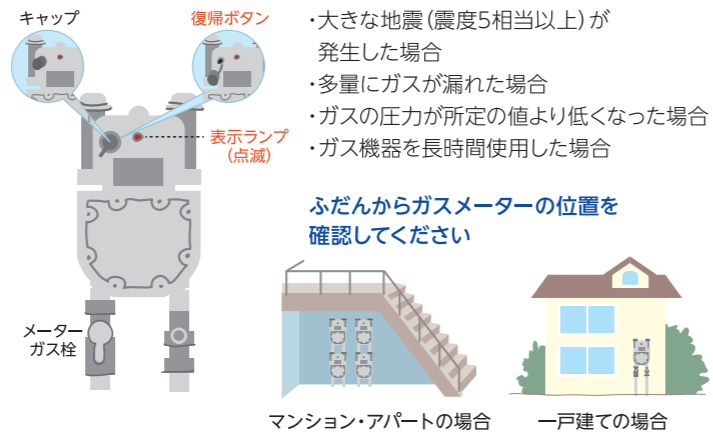 キャップ
復帰ボタン
表示ランプ
(点滅)
メーター
ガス栓
・大きな地震(震度5相当以上)が
発生した場合
・多量にガスが漏れた場合
・ガスの圧力が所定の値より低くなった場合
・ガス機器を長時間使用した場合
ふだんからガスメーターの位置を
確認してください
マンション・アパートの場合
一戸建ての場合